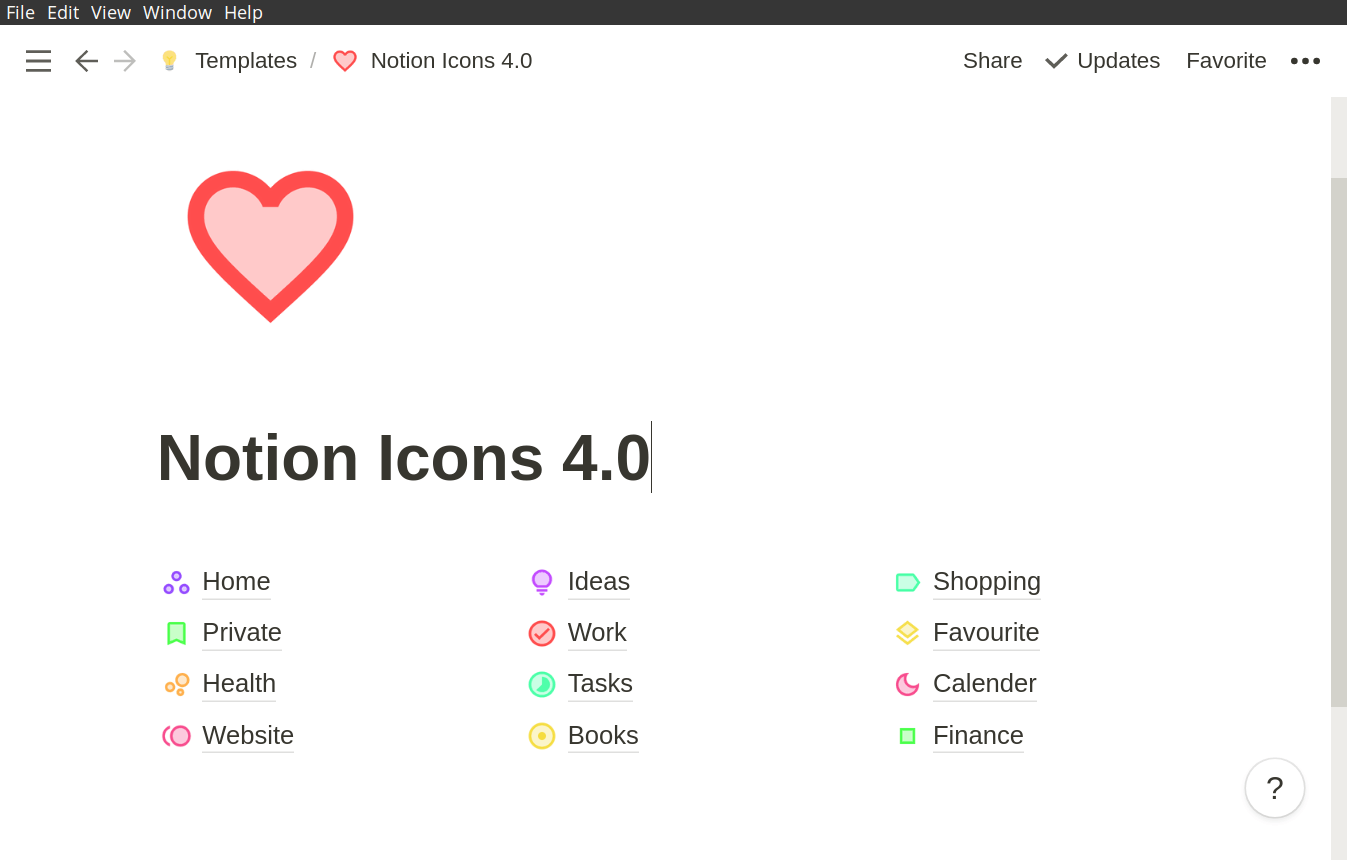 File Edit View Window Help
Templates / Notion Icons 4.0 Share Updates Favorite
Notion Icons 4.0
Home Ideas Shopping
Private Work Favourite
Health Tasks Calender
Website Books Finance
?